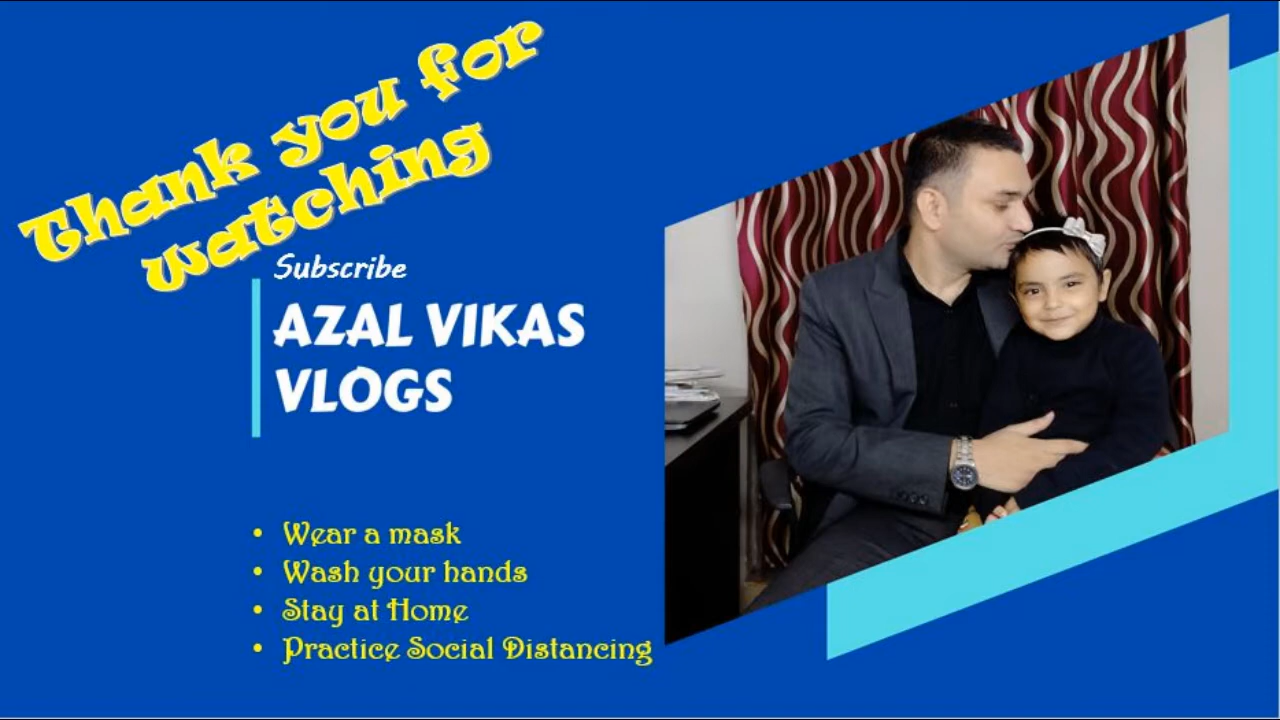 Thank you for
watching
Subscribe
AZAL VIKAS
VLOGS
• Wear a mask
• Wash your hands
• Stay at Home
• Practice Social Distancing